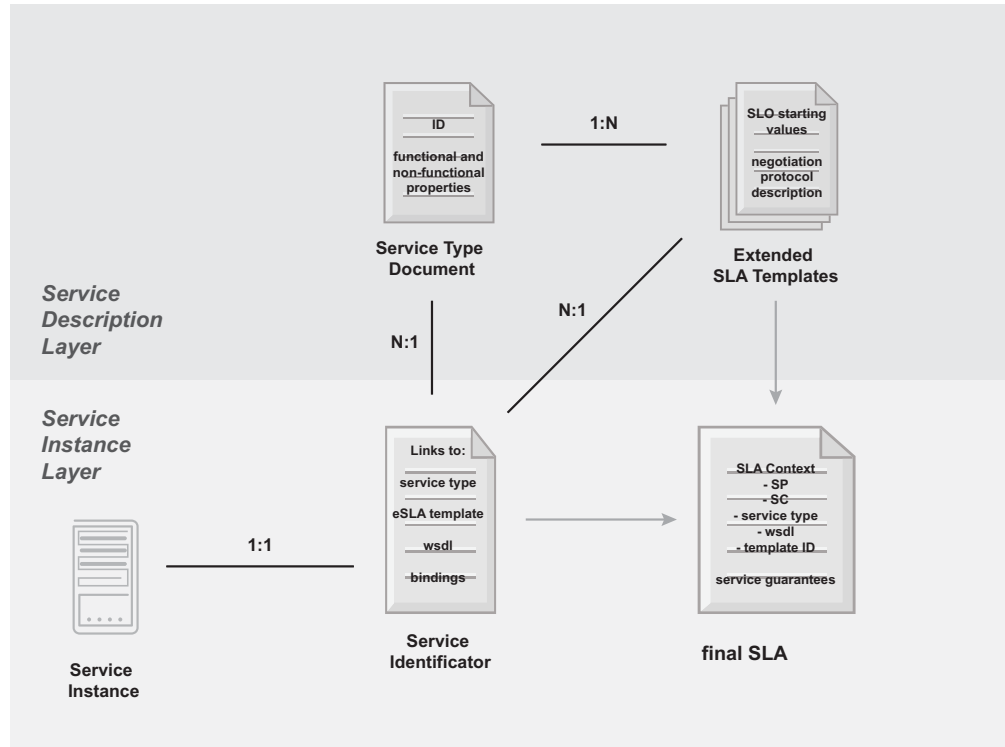 ID
functional and
non-functional
properties
Service Type
Document
1:N
SLO starting
values
negotiation
protocol
description
Extended
SLA Templates
Service
Description
Layer
N:1
N:1
Service
Instance
Layer
Service
Instance
1:1
Links to:
service type
eSLA template
wsdl
bindings
Service
Identificator
SLA Context
- SP
- SC
- service type
- wsdl
- template ID
service guarantees
final SLA